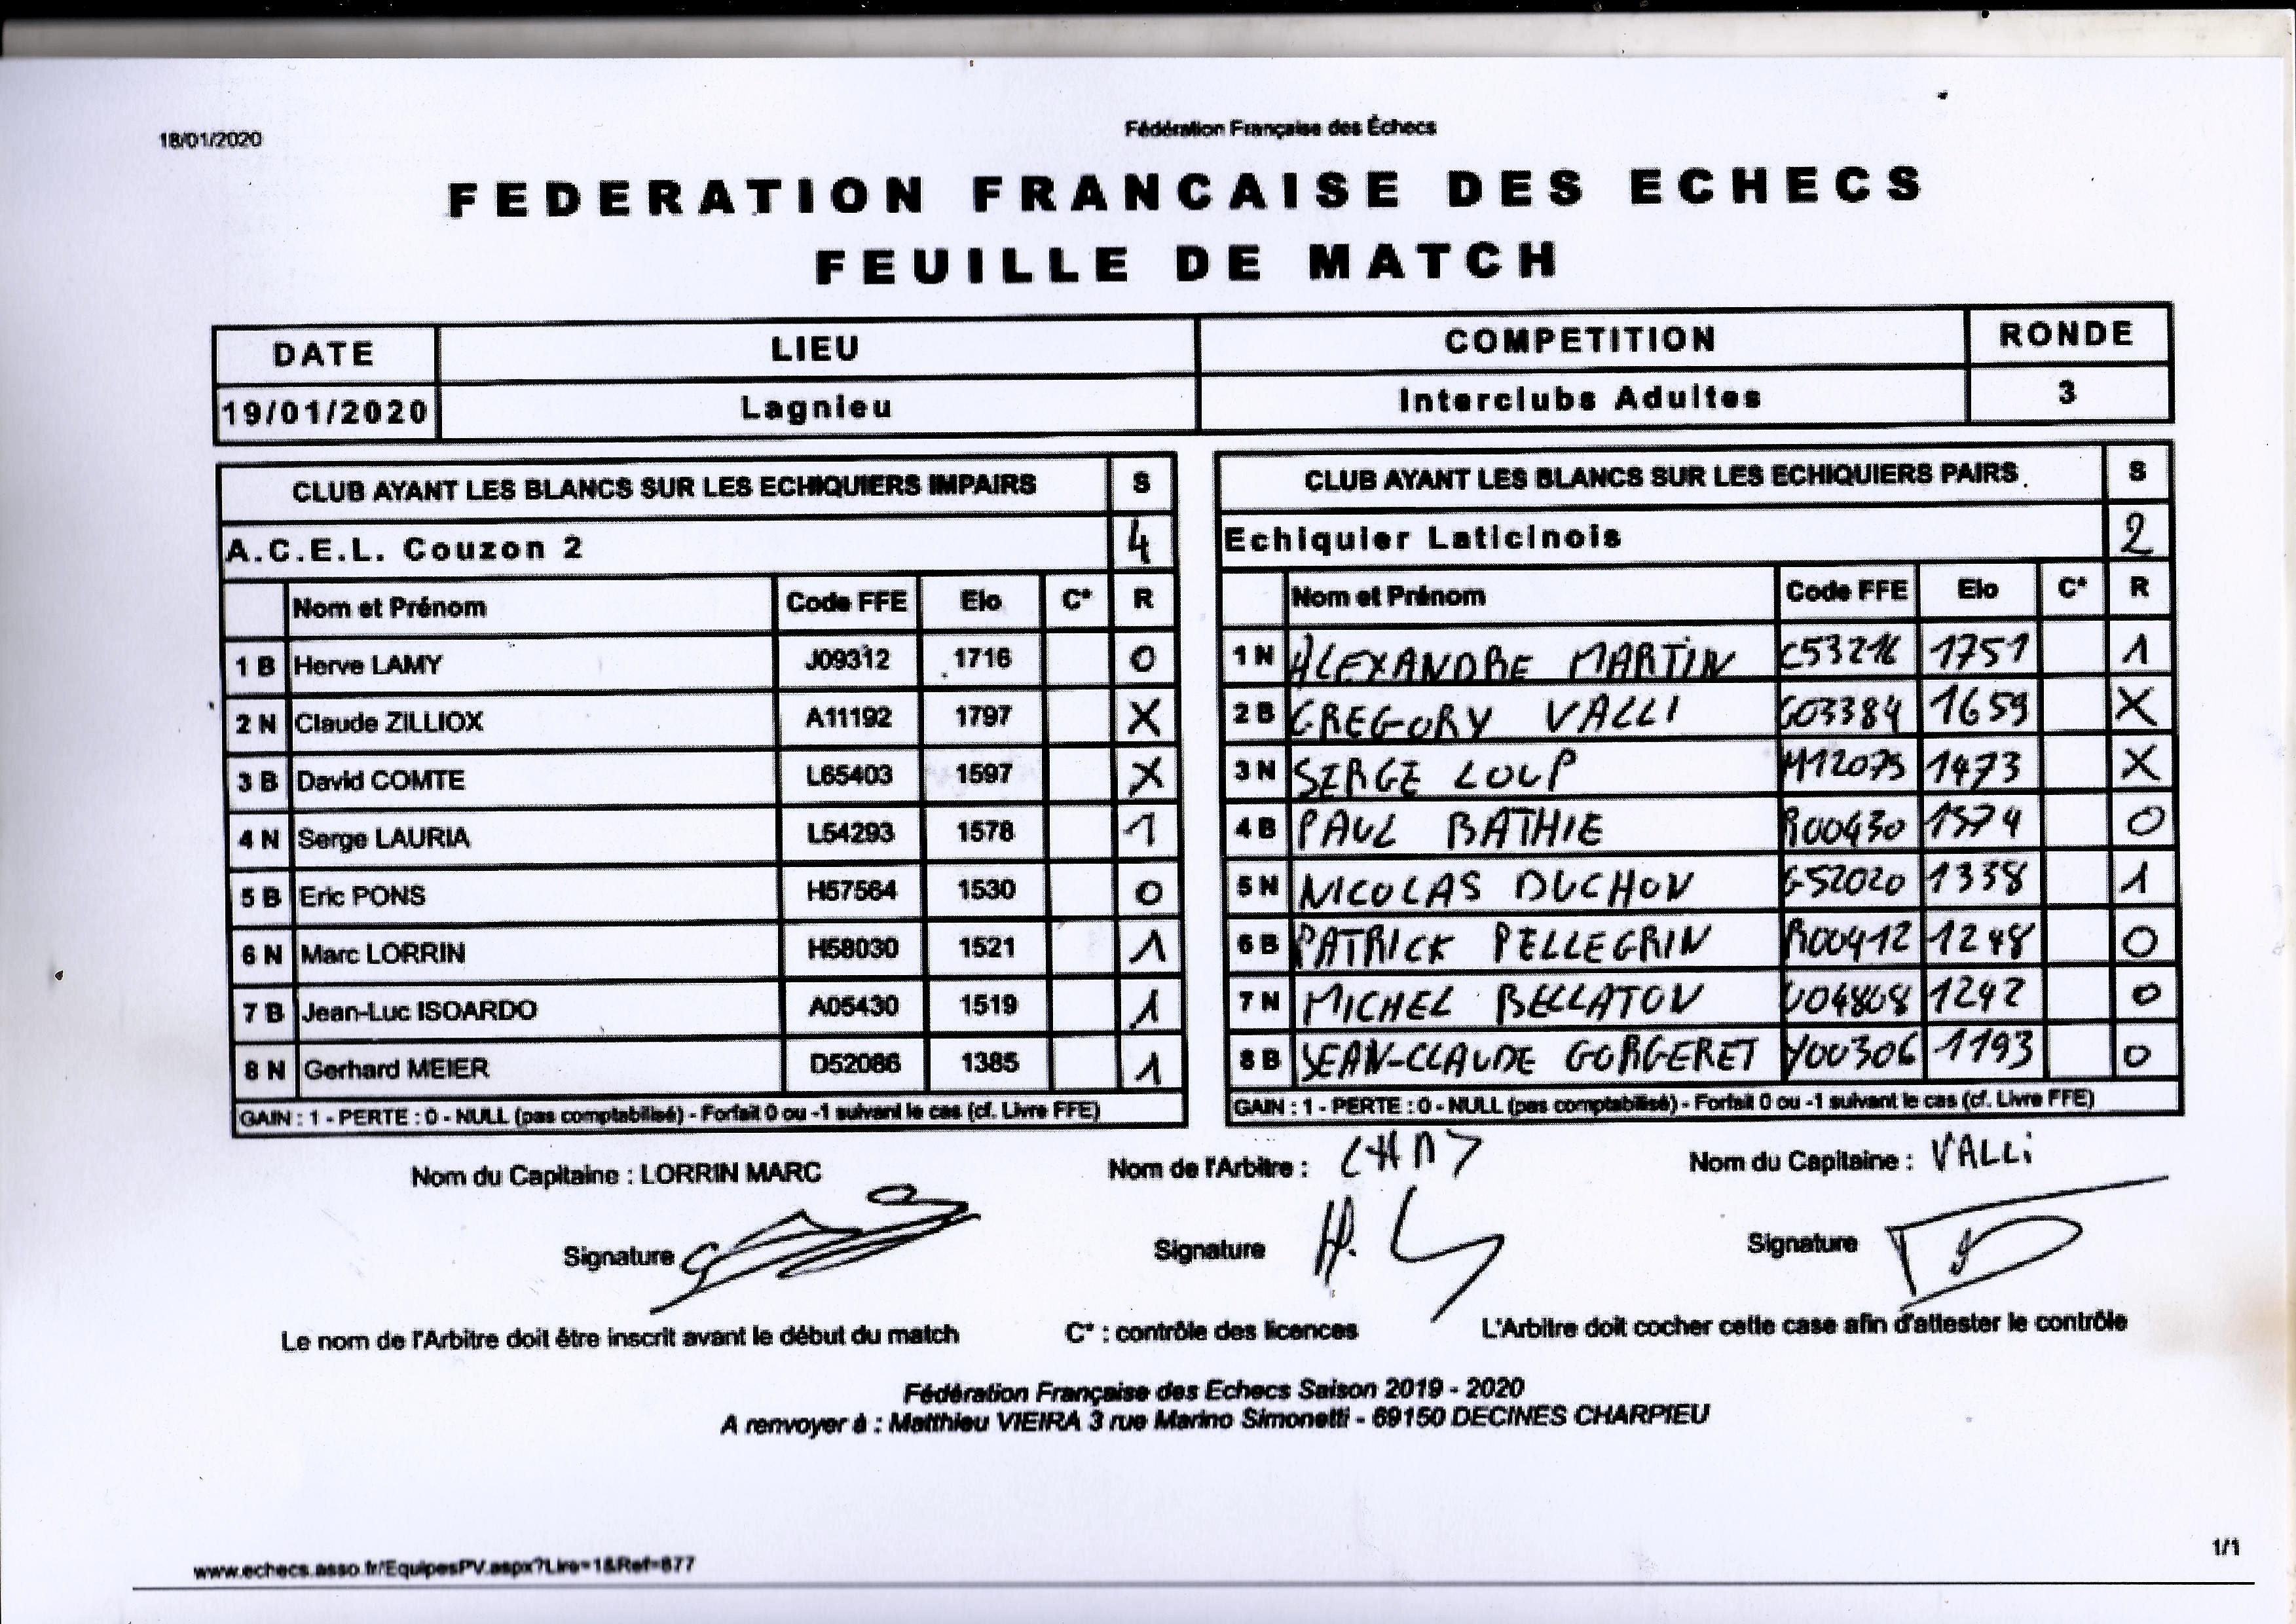 18/01/2020
Fédération Française des Échecs
FEDERATION FRANCAISE DES ECHECS
FEUILLE DE MATCH
DATE LIEU COMPETITION RONDE
19/01/2020 Lagnieu Interclubs Adultes 3
CLUB AYANT LES BLANCS SUR LES ECHIQUIERS IMPAIRS S
A.C.E.L. Couzon 2 4
Nom et Prénom Code FFE Elo C* R
1 B Herve LAMY J09312 1716 0
2 N Claude ZILLIOX A11192 1797 X
3 B David COMTE L65403 1597 X
4 N Serge LAURIA L54293 1578 1
5 B Eric PONS H57564 1530 0
6 N Marc LORRIN H58030 1521 1
7 B Jean-Luc ISOARDO A05430 1519 1
8 N Gerhard MEIER D52086 1385 1
GAIN : 1 - PERTE : 0 - NULL (pas comptabilisé) - Forfait 0 ou -1 suivant le cas (cf. Livre FFE)
CLUB AYANT LES BLANCS SUR LES ECHIQUIERS PAIRS S
Echiquier Laticinois 2
Nom et Prénom Code FFE Elo C* R
1 N ALEXANDRE MARTIN C53216 1751 1
2 B GREGORY VALLI G03384 1659 X
3 N SERGE LOUP M12075 1473 X
4 B PAUL BATHIE R00430 1374 0
5 N NICOLAS DUCHON G52020 1338 1
6 B PATRICK PELLEGRIN R00412 1248 0
7 N MICHEL BELLATON U04808 1242 0
8 B JEAN-CLAUDE GORGERET Y00306 1193 0
GAIN : 1 - PERTE : 0 - NULL (pas comptabilisé) - Forfait 0 ou -1 suivant le cas (cf. Livre FFE)
Nom du Capitaine : LORRIN MARC Nom de l'Arbitre : Nom du Capitaine : VALLi
Signature Signature Signature
Le nom de l'Arbitre doit être inscrit avant le début du match C* : contrôle des licences L'Arbitre doit cocher cette case afin d'attester le contrôle
Fédération Française des Echecs Saison 2019 - 2020
A renvoyer à : Matthieu VIEIRA 3 rue Marino Simonetti - 69150 DECINES CHARPIEU
www.echecs.asso.fr/EquipesPV.aspx?Lire=1&Ref=877
1/1